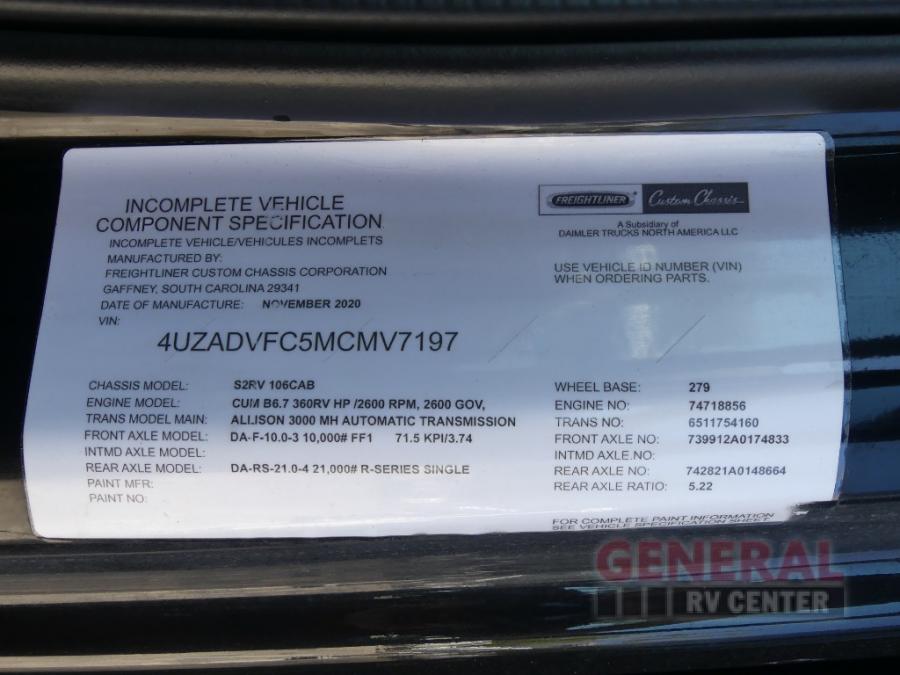 INCOMPLETE VEHICLE
COMPONENT SPECIFICATION
INCOMPLETE VEHICLE/VEHICULES INCOMPLETS
MANUFACTURED BY:
FREIGHTLINER CUSTOM CHASSIS CORPORATION
GAFFNEY, SOUTH CAROLINA 29341
DATE OF MANUFACTURE: NOVEMBER 2020
VIN:
4UZADVFC5MCMV7197
FREIGHTLINER Custom Chassis
A Subsidiary of
DAIMLER TRUCKS NORTH AMERICA LLC
USE VEHICLE ID NUMBER (VIN)
WHEN ORDERING PARTS.
CHASSIS MODEL: S2RV 106CAB
ENGINE MODEL: CUM B6.7 360RV HP /2600 RPM, 2600 GOV,
TRANS MODEL MAIN: ALLISON 3000 MH AUTOMATIC TRANSMISSION
FRONT AXLE MODEL: DA-F-10.0-3 10,000# FF1 71.5 KPI/3.74
INTMD AXLE MODEL:
REAR AXLE MODEL: DA-RS-21.0-4 21,000# R-SERIES SINGLE
PAINT MFR:
PAINT NO:
WHEEL BASE: 279
ENGINE NO: 74718856
TRANS NO: 6511754160
FRONT AXLE NO: 739912A0174833
INTMD AXLE.NO:
REAR AXLE NO: 742821A0148664
REAR AXLE RATIO: 5.22
FOR COMPLETE PAINT INFORMATION
SEE VEHICLE SPECIFICATION SHEET
GENERAL
RV CENTER